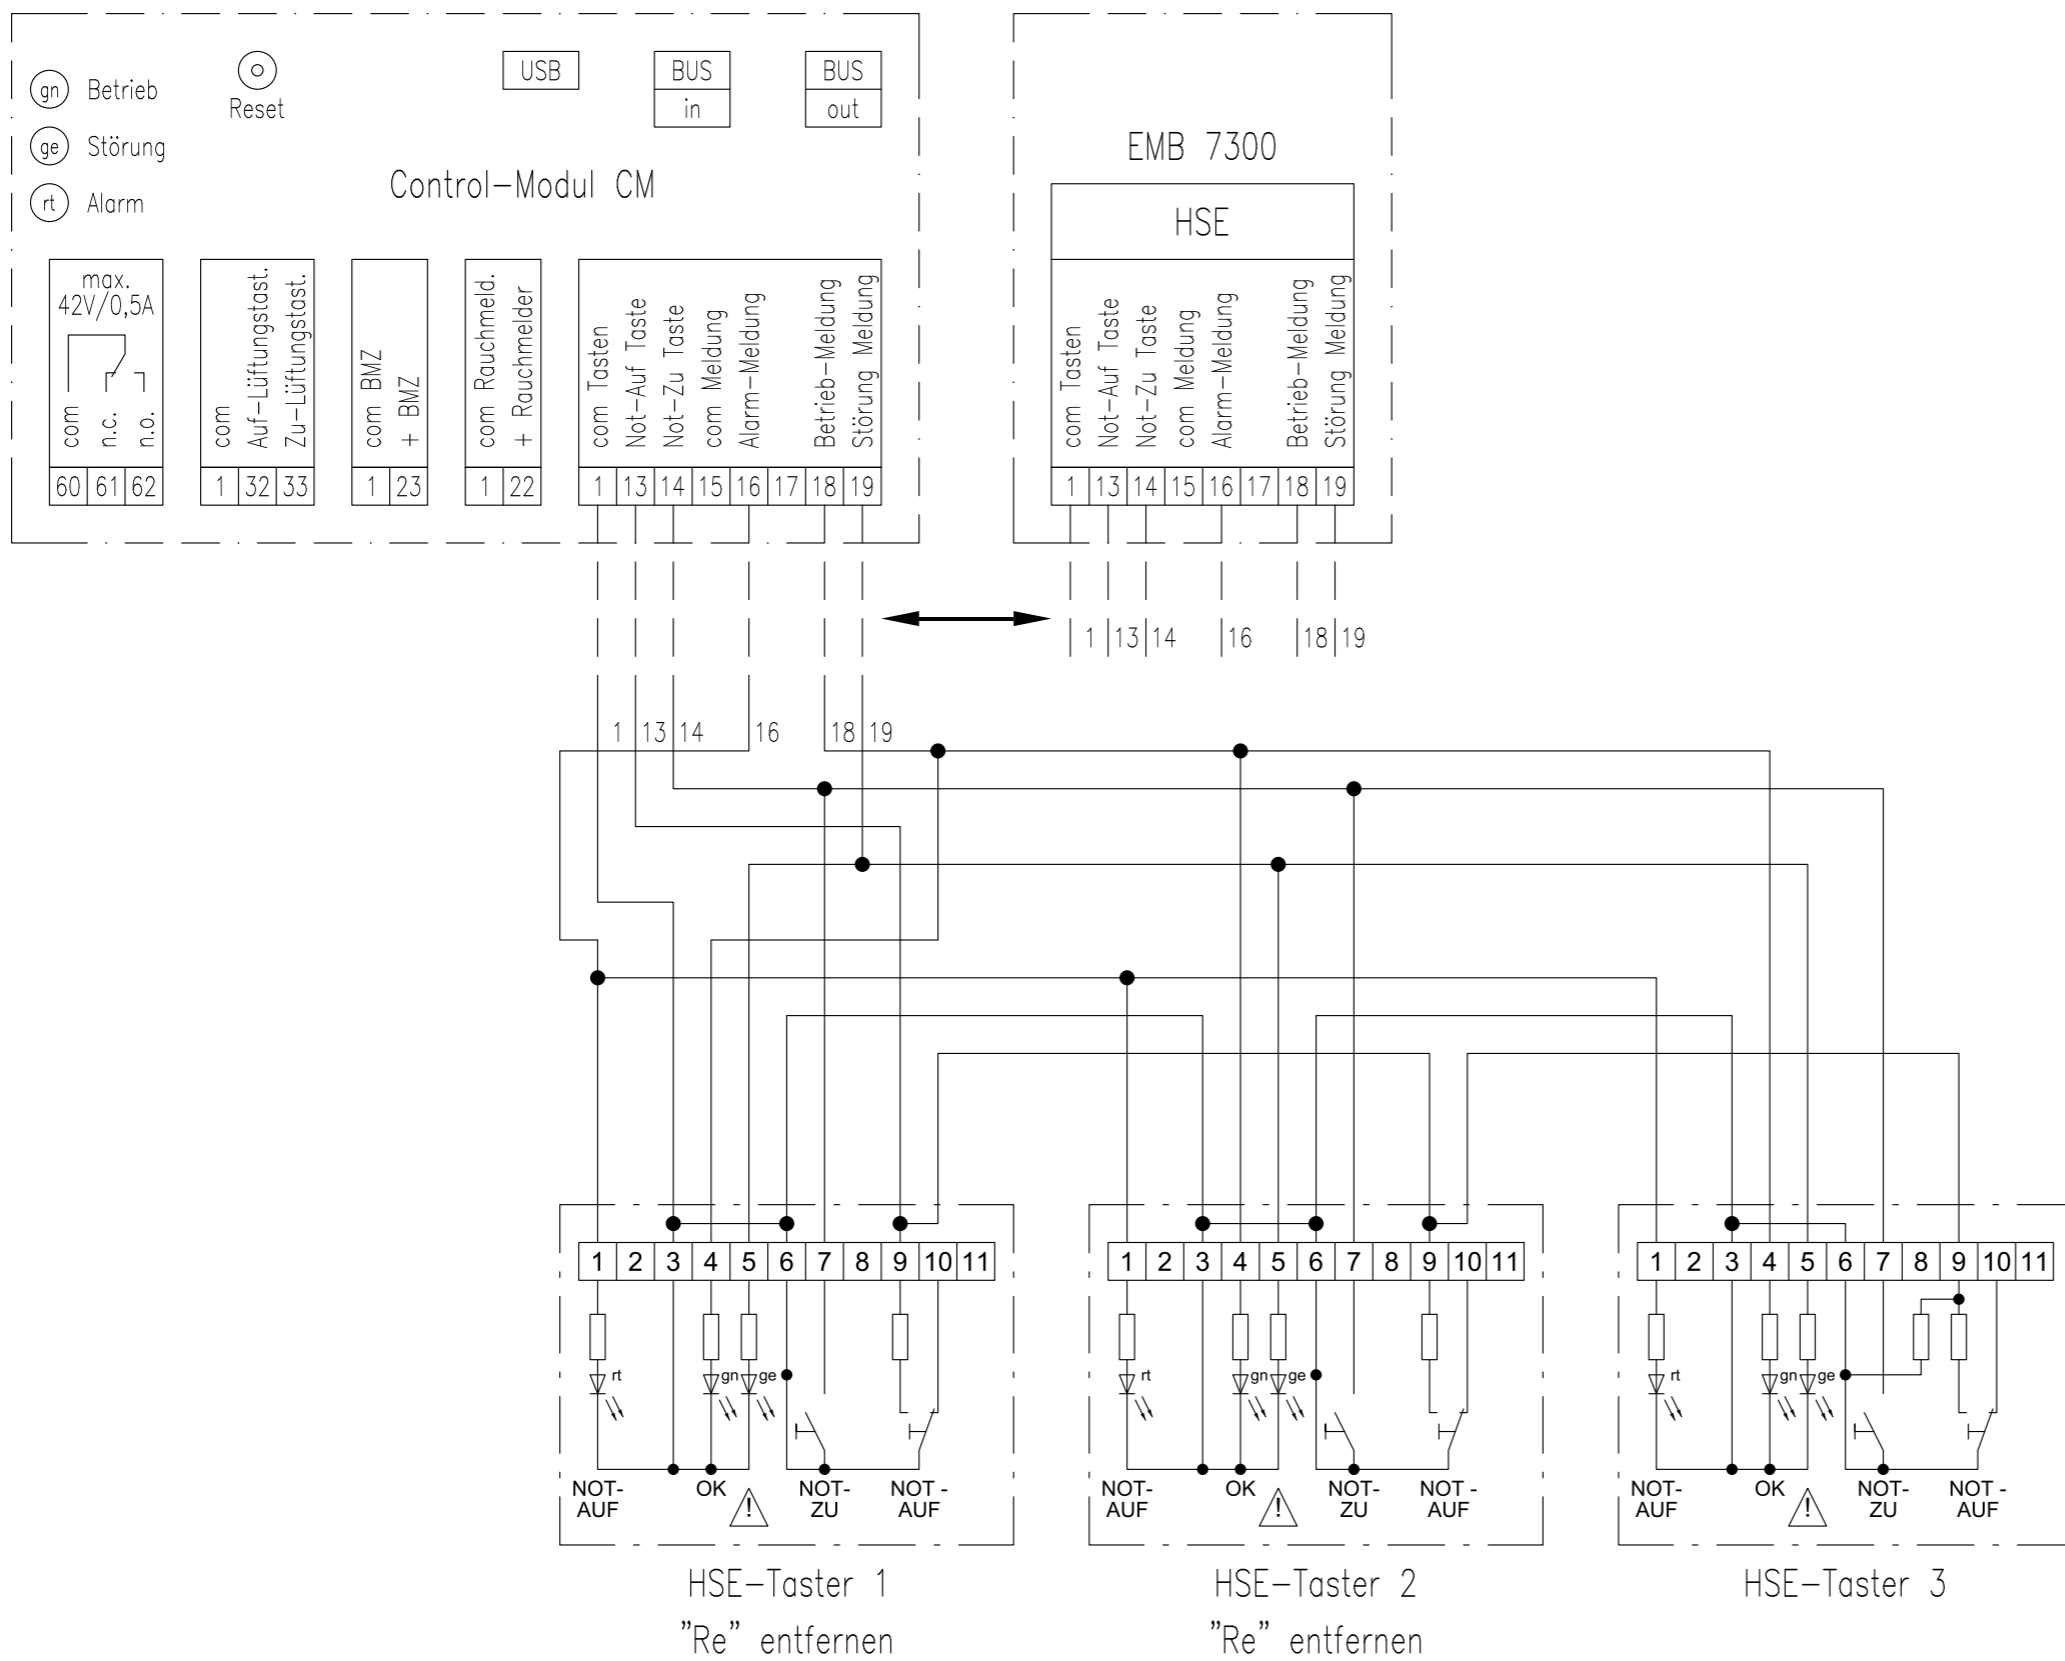 gn Betrieb
ge Störung
rt Alarm
Reset
USB
BUS
in
BUS
out
Control-Modul CM
max.
42V/0,5A
com
n.c.
n.o.
60 61 62
com
Auf-Lüftungstast.
Zu-Lüftungstast.
1 32 33
com BMZ
+ BMZ
1 23
com Rauchmeld.
+ Rauchmelder
1 22
com Tasten
Not-Auf Taste
Not-Zu Taste
com Meldung
Alarm-Meldung
Betrieb-Meldung
Störung Meldung
1 13 14 15 16 17 18 19
EMB 7300
HSE
com Tasten
Not-Auf Taste
Not-Zu Taste
com Meldung
Alarm-Meldung
Betrieb-Meldung
Störung Meldung
1 13 14 15 16 17 18 19
1 13 14 16 18 19
1 13 14 16 18 19
1 2 3 4 5 6 7 8 9 10 11
rt gn ge
NOT-
AUF
OK
!
NOT-
ZU
NOT -
AUF
HSE-Taster 1
"Re" entfernen
1 2 3 4 5 6 7 8 9 10 11
rt gn ge
NOT-
AUF
OK
!
NOT-
ZU
NOT -
AUF
HSE-Taster 2
"Re" entfernen
1 2 3 4 5 6 7 8 9 10 11
rt gn ge
NOT-
AUF
OK
!
NOT-
ZU
NOT -
AUF
HSE-Taster 3